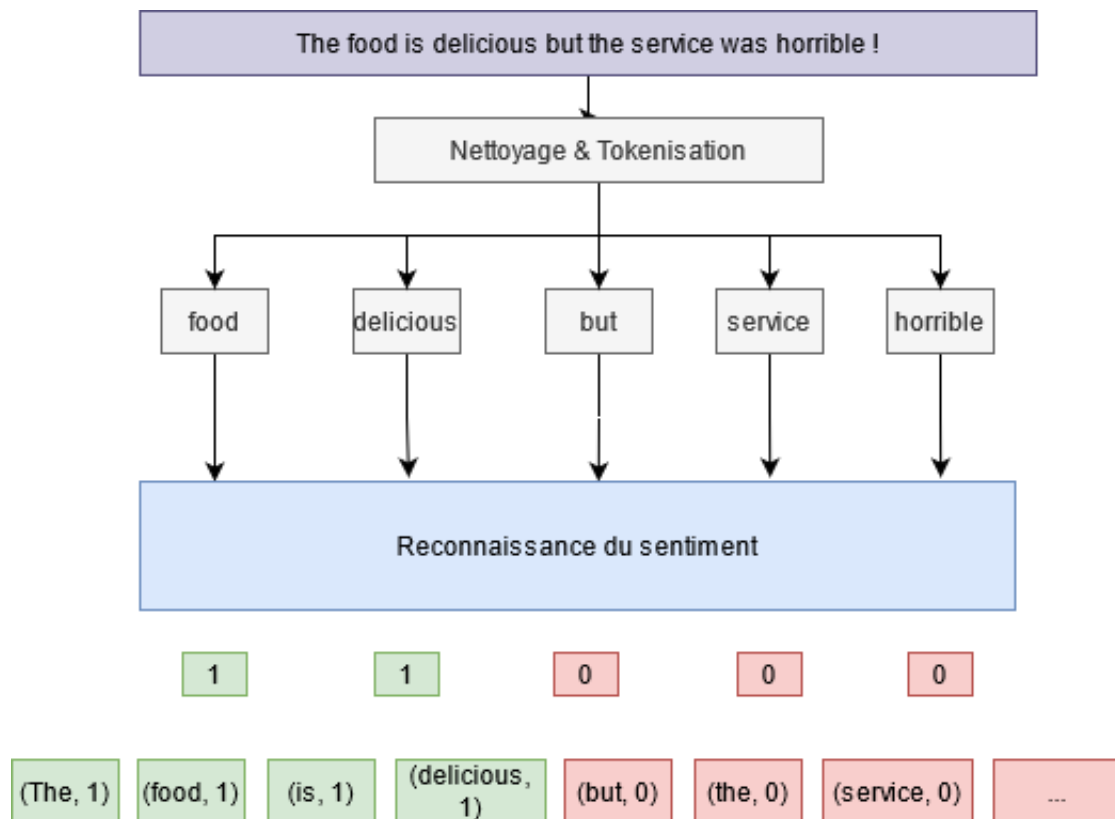 The food is delicious but the service was horrible !
Nettoyage & Tokenisation
food
delicious
but
service
horrible
Reconnaissance du sentiment
1
1
0
0
0
(The, 1)
(food, 1)
(is, 1)
(delicious,
1)
(but, 0)
(the, 0)
(service, 0)
...